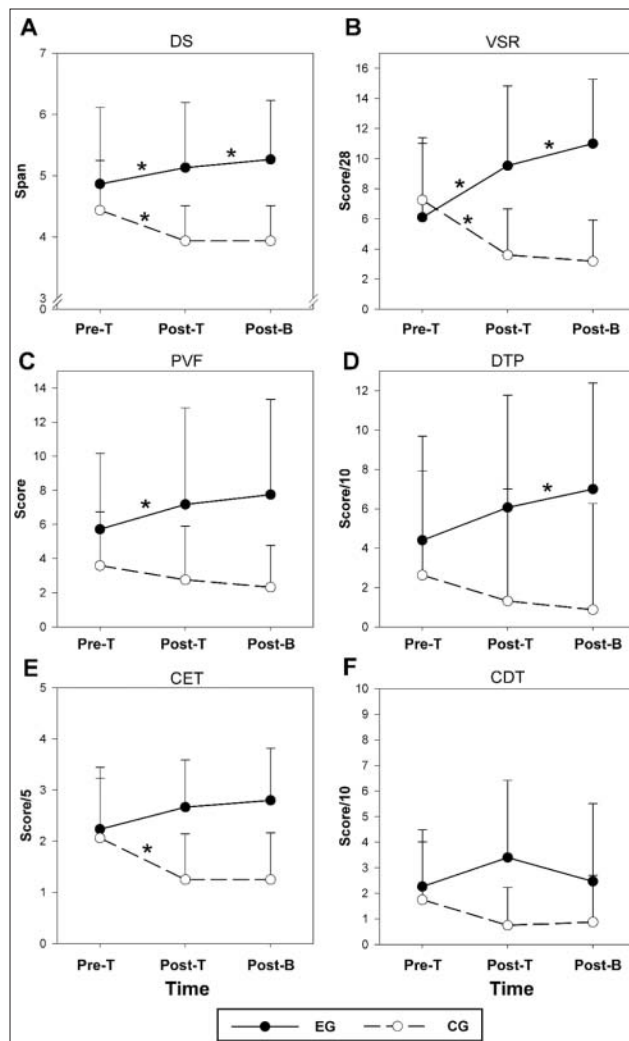 A
DS
7
6
5
4
3
0
Span
*
*
*
Pre-T
Post-T
Post-B
B
VSR
16
14
12
10
8
6
4
2
0
Score/28
*
*
*
Pre-T
Post-T
Post-B
C
PVF
14
12
10
8
6
4
2
0
Score
*
Pre-T
Post-T
Post-B
D
DTP
12
10
8
6
4
2
0
Score/10
*
Pre-T
Post-T
Post-B
E
CET
5
4
3
2
1
0
Score/5
*
Pre-T
Post-T
Post-B
Time
F
CDT
10
9
8
7
6
5
4
3
2
1
0
Score/10
Pre-T
Post-T
Post-B
Time
EG
CG